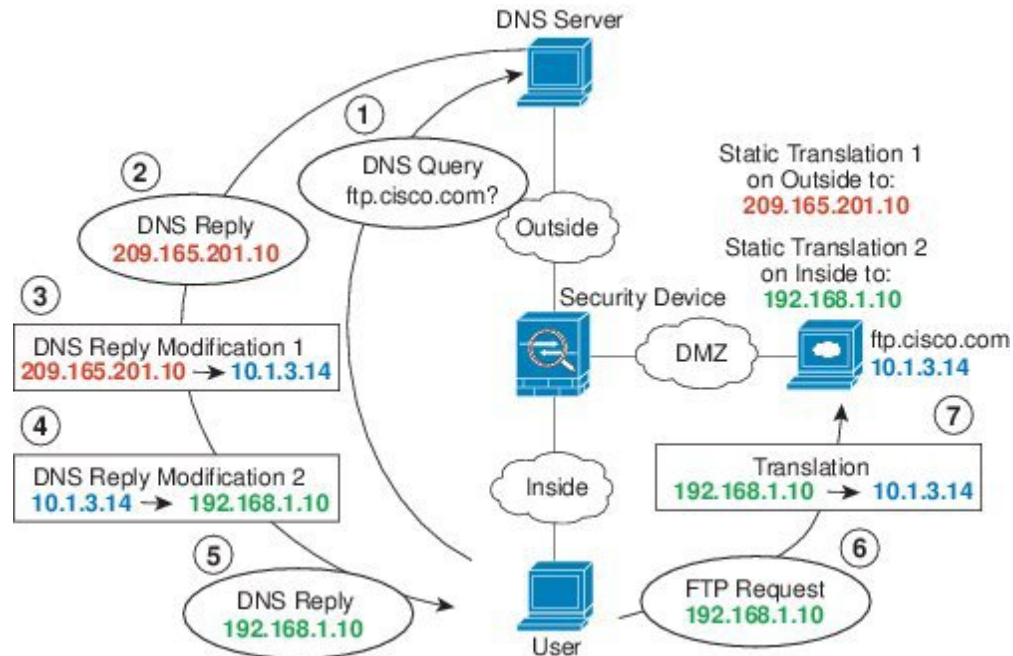 DNS Server
1
DNS Query
ftp.cisco.com?
2
DNS Reply
209.165.201.10
Static Translation 1
on Outside to:
209.165.201.10
Outside
Static Translation 2
on Inside to:
192.168.1.10
3
DNS Reply Modification 1
209.165.201.10 → 10.1.3.14
Security Device
DMZ
ftp.cisco.com
10.1.3.14
4
DNS Reply Modification 2
10.1.3.14 → 192.168.1.10
Inside
7
Translation
192.168.1.10 → 10.1.3.14
5
DNS Reply
192.168.1.10
User
6
FTP Request
192.168.1.10